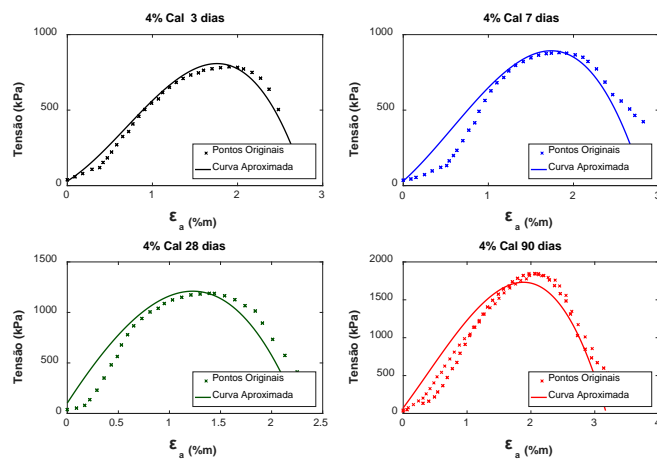 4% Cal  3 dias
1000
500
0
0
1
2
3
Tensão (kPa)
ε a (%m)
Pontos Originais
Curva Aproximada
4% Cal 7 dias
1000
500
0
0
1
2
3
Tensão (kPa)
ε a (%m)
Pontos Originais
Curva Aproximada
4% Cal 28 dias
1500
1000
500
0
0
0.5
1
1.5
2
2.5
Tensão (kPa)
ε a (%m)
Pontos Originais
Curva Aproximada
4% Cal 90 dias
2000
1500
1000
500
0
0
1
2
3
4
Tensão (kPa)
ε a (%m)
Pontos Originais
Curva Aproximada